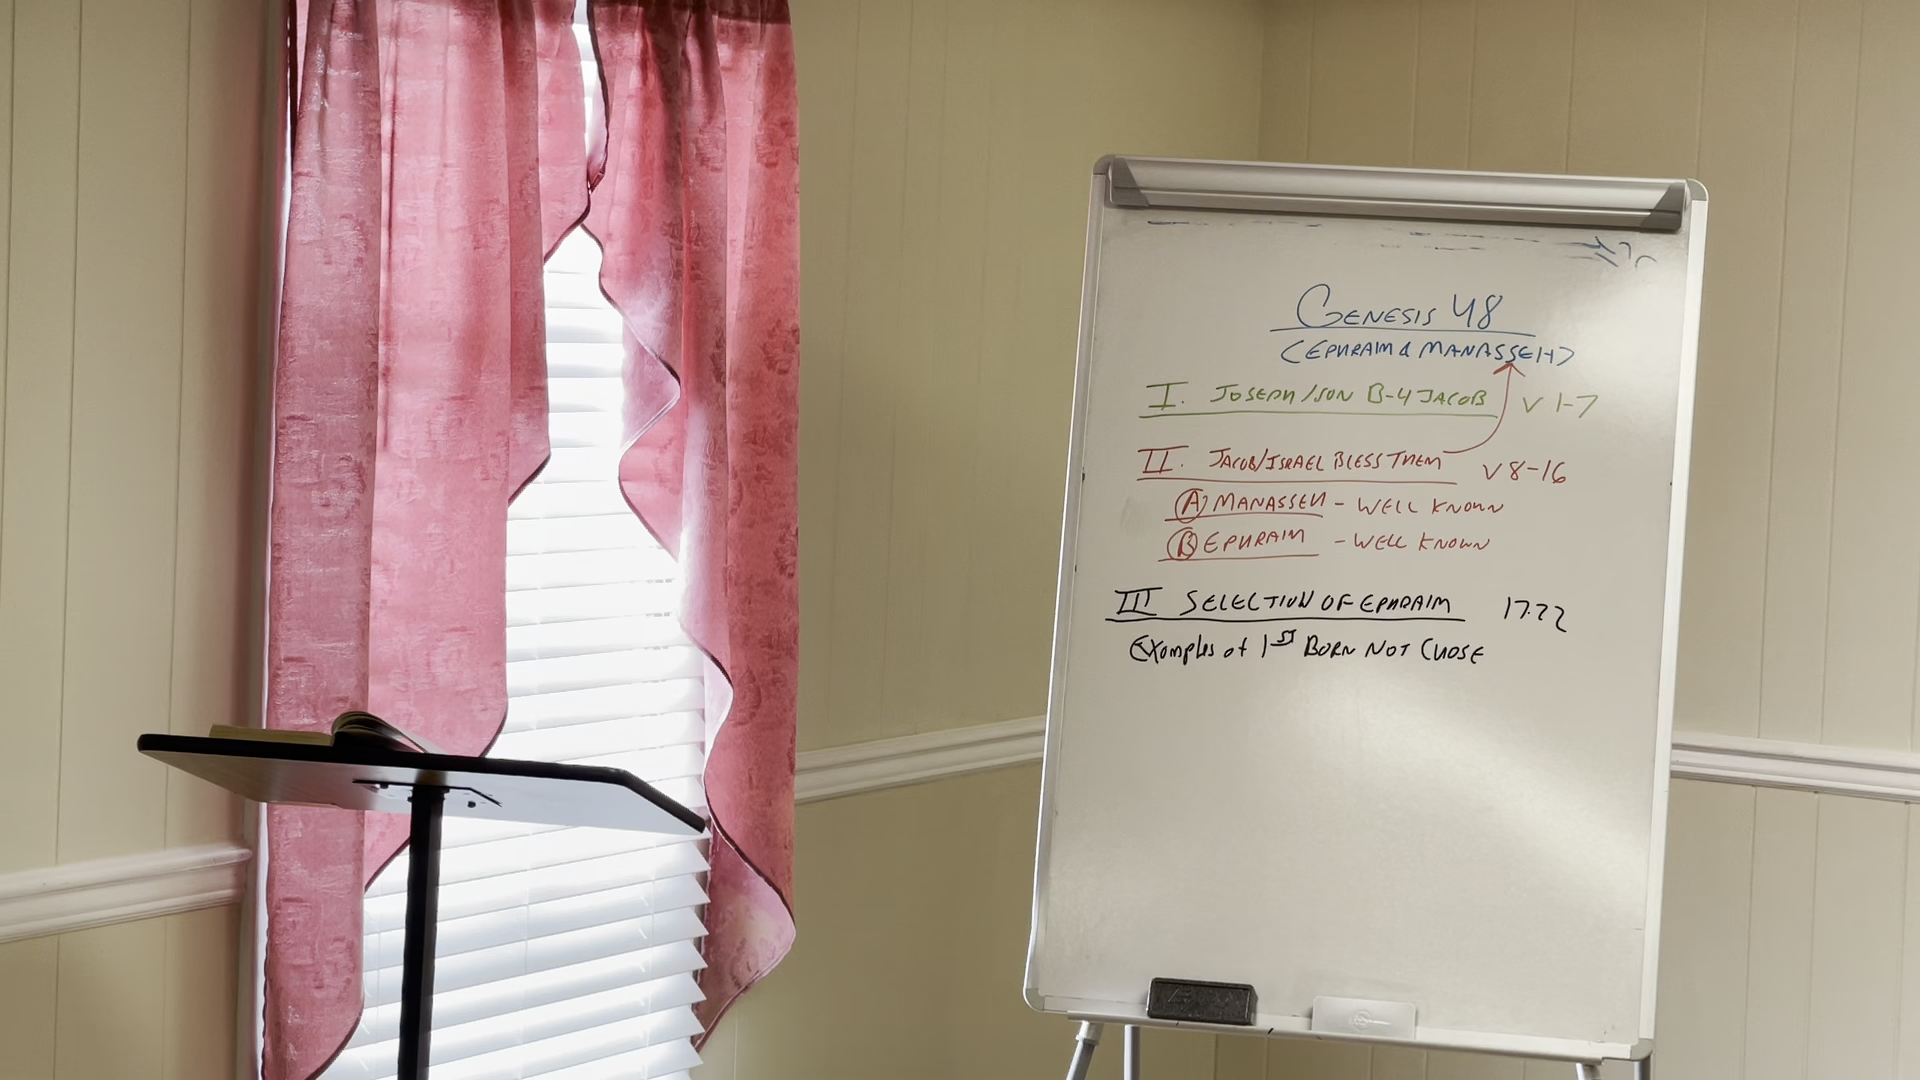 GENESIS 48
(EPHRAIM & MANASSEH)
I. JOSEPH/SON B-4 JACOB V 1-7
II. JACOB/ISRAEL BLESS THEM V 8-16
(A) MANASSEH - WELL KNOWN
(B) EPHRAIM - WELL KNOWN
III SELECTION OF EPHRAIM 17-22
Examples of 1ST BORN NOT CHOSE